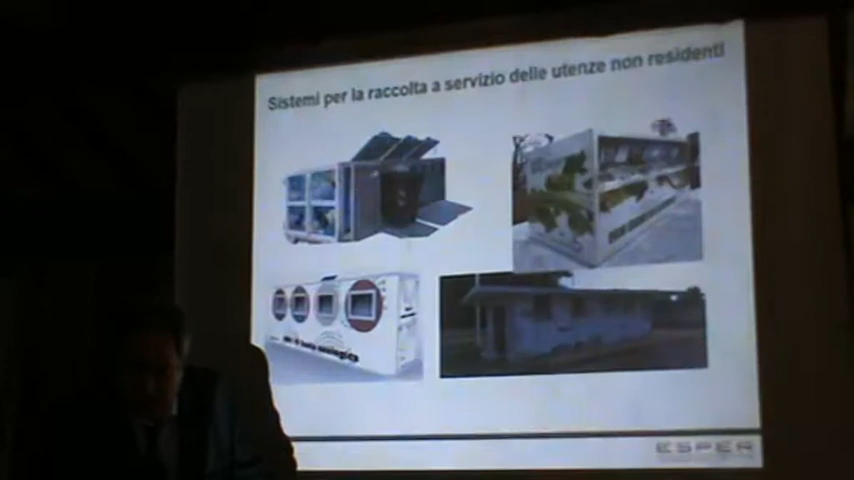 Sistemi per la raccolta a servizio delle utenze non residenti
ESPER